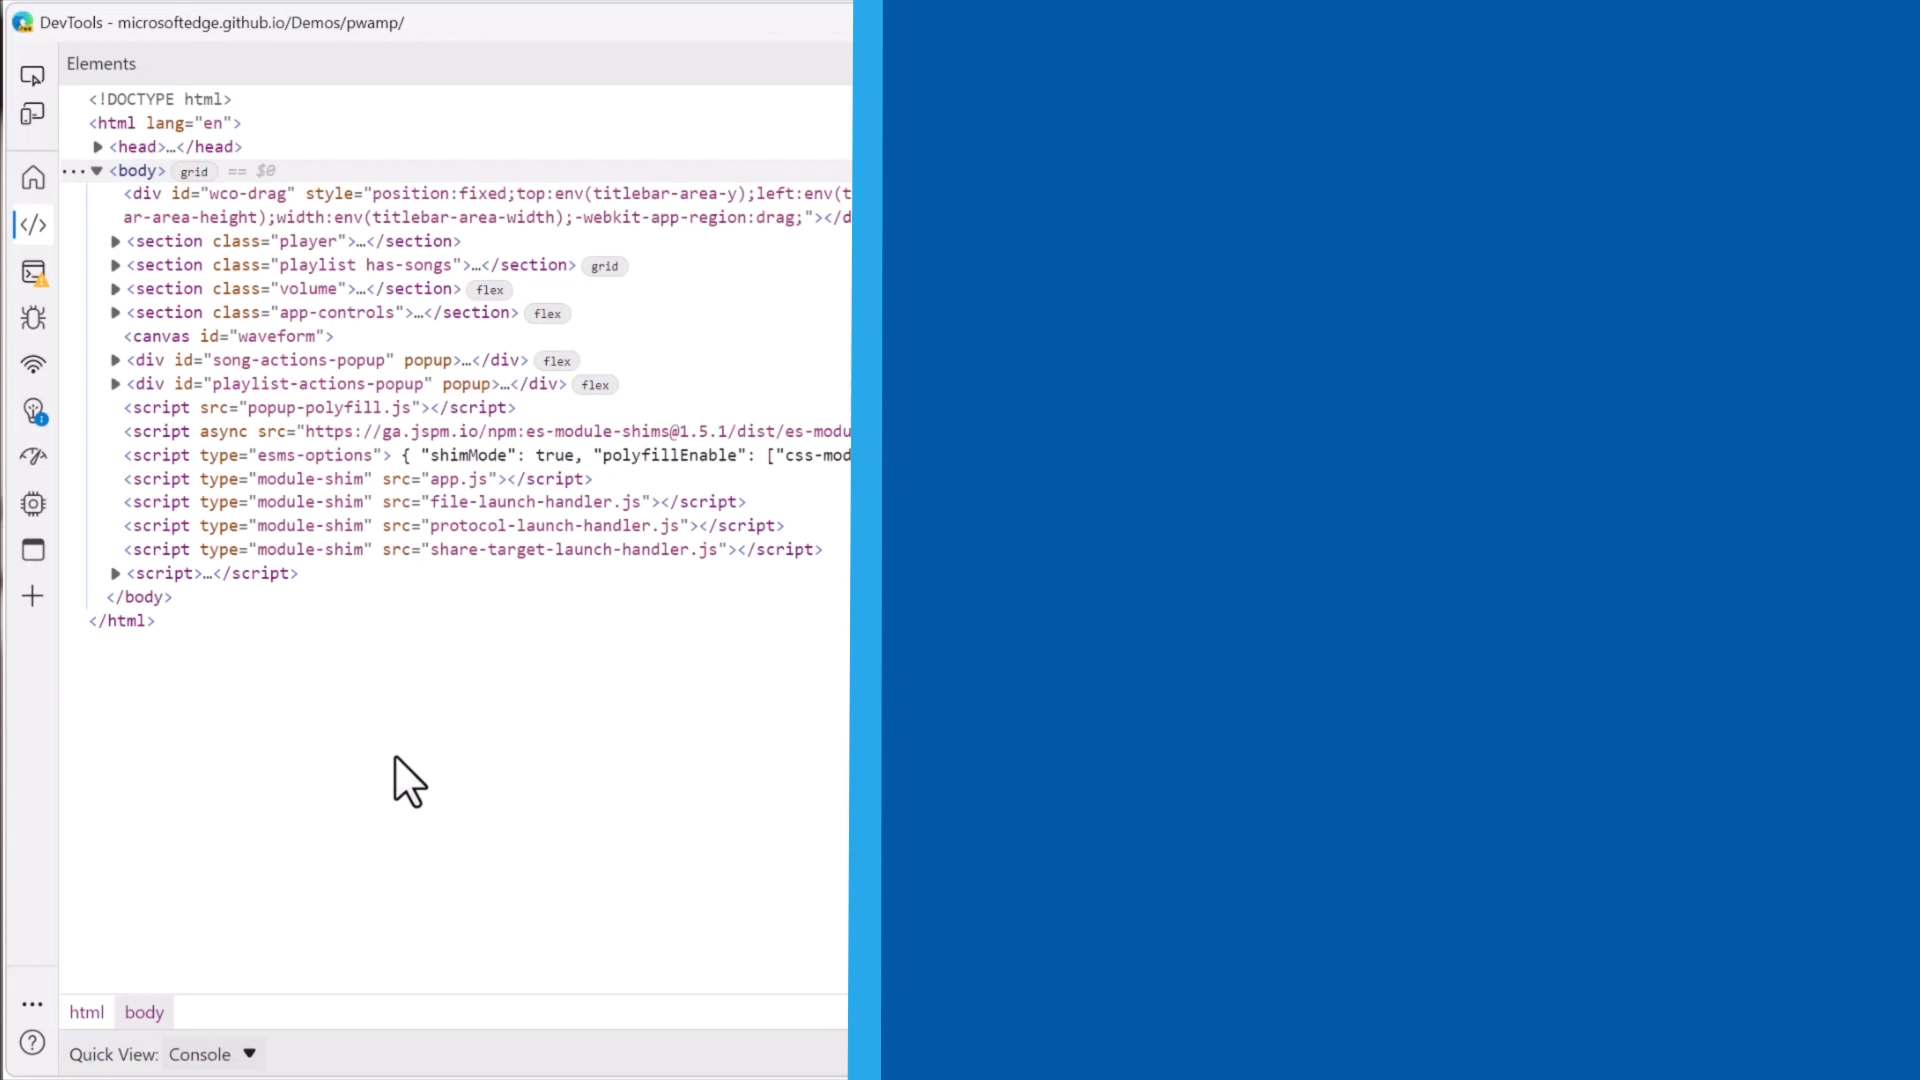 DevTools - microsoftedge.github.io/Demos/pwamp/
Elements
<!DOCTYPE html>
<html lang="en">
<head>…</head>
<body> grid == $0
<div id="wco-drag" style="position:fixed;top:env(titlebar-area-y);left:env(t
ar-area-height);width:env(titlebar-area-width);-webkit-app-region:drag;"></d
<section class="player">…</section>
<section class="playlist has-songs">…</section> grid
<section class="volume">…</section> flex
<section class="app-controls">…</section> flex
<canvas id="waveform">
<div id="song-actions-popup" popup>…</div> flex
<div id="playlist-actions-popup" popup>…</div> flex
<script src="popup-polyfill.js"></script>
<script async src="https://ga.jspm.io/npm:es-module-shims@1.5.1/dist/es-modu
<script type="esms-options"> { "shimMode": true, "polyfillEnable": ["css-mod
<script type="module-shim" src="app.js"></script>
<script type="module-shim" src="file-launch-handler.js"></script>
<script type="module-shim" src="protocol-launch-handler.js"></script>
<script type="module-shim" src="share-target-launch-handler.js"></script>
<script>…</script>
</body>
</html>
html body
Quick View: Console